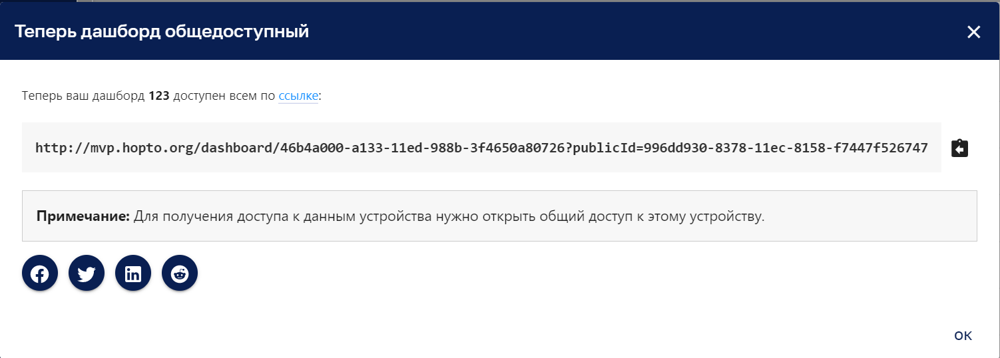 Теперь дашборд общедоступный
Теперь ваш дашборд 123 доступен всем по ссылке:
http://mvp.hopto.org/dashboard/46b4a000-a133-11ed-988b-3f4650a80726?publicId=996dd930-8378-11ec-8158-f7447f526747
Примечание: Для получения доступа к данным устройства нужно открыть общий доступ к этому устройству.
ОК